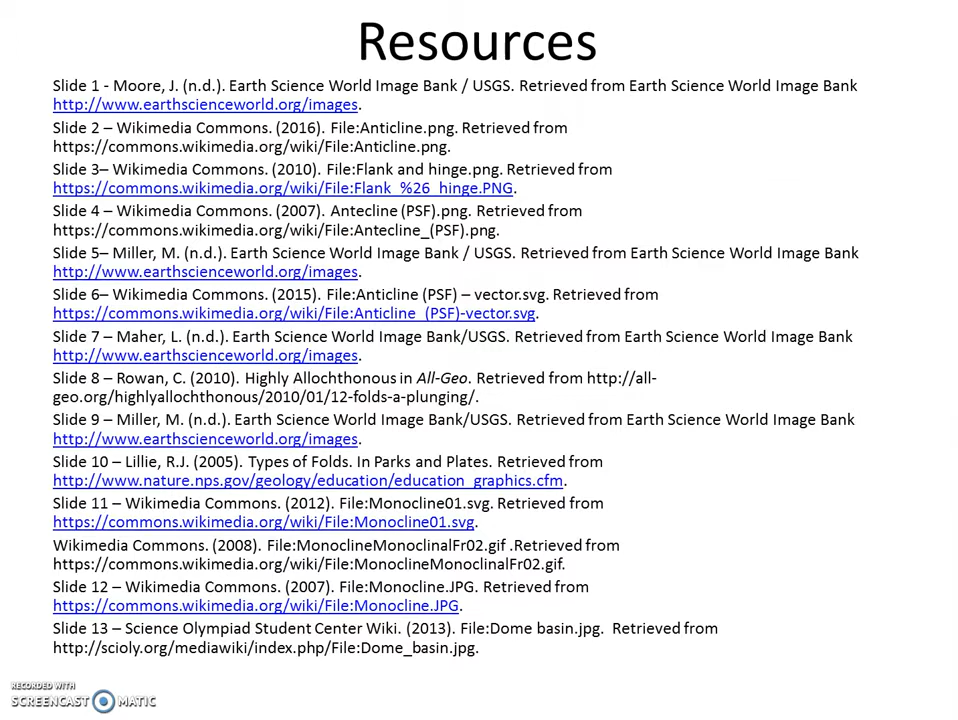 Resources
Slide 1 - Moore, J. (n.d.). Earth Science World Image Bank / USGS. Retrieved from Earth Science World Image Bank
http://www.earthscienceworld.org/images.
Slide 2 – Wikimedia Commons. (2016). File:Anticline.png. Retrieved from
https://commons.wikimedia.org/wiki/File:Anticline.png.
Slide 3– Wikimedia Commons. (2010). File:Flank and hinge.png. Retrieved from
https://commons.wikimedia.org/wiki/File:Flank_%26_hinge.PNG.
Slide 4 – Wikimedia Commons. (2007). Antecline (PSF).png. Retrieved from
https://commons.wikimedia.org/wiki/File:Antecline_(PSF).png.
Slide 5– Miller, M. (n.d.). Earth Science World Image Bank / USGS. Retrieved from Earth Science World Image Bank
http://www.earthscienceworld.org/images.
Slide 6– Wikimedia Commons. (2015). File:Anticline (PSF) – vector.svg. Retrieved from
https://commons.wikimedia.org/wiki/File:Anticline_(PSF)-vector.svg.
Slide 7 – Maher, L. (n.d.). Earth Science World Image Bank/USGS. Retrieved from Earth Science World Image Bank
http://www.earthscienceworld.org/images.
Slide 8 – Rowan, C. (2010). Highly Allochthonous in All-Geo. Retrieved from http://all-
geo.org/highlyallochthonous/2010/01/12-folds-a-plunging/.
Slide 9 – Miller, M. (n.d.). Earth Science World Image Bank/USGS. Retrieved from Earth Science World Image Bank
http://www.earthscienceworld.org/images.
Slide 10 – Lillie, R.J. (2005). Types of Folds. In Parks and Plates. Retrieved from
http://www.nature.nps.gov/geology/education/education_graphics.cfm.
Slide 11 – Wikimedia Commons. (2012). File:Monocline01.svg. Retrieved from
https://commons.wikimedia.org/wiki/File:Monocline01.svg.
Wikimedia Commons. (2008). File:MonoclineMonoclinalFr02.gif .Retrieved from
https://commons.wikimedia.org/wiki/File:MonoclineMonoclinalFr02.gif.
Slide 12 – Wikimedia Commons. (2007). File:Monocline.JPG. Retrieved from
https://commons.wikimedia.org/wiki/File:Monocline.JPG.
Slide 13 – Science Olympiad Student Center Wiki. (2013). File:Dome basin.jpg. Retrieved from
http://scioly.org/mediawiki/index.php/File:Dome_basin.jpg.
RECORDED WITH
SCREENCAST MATIC